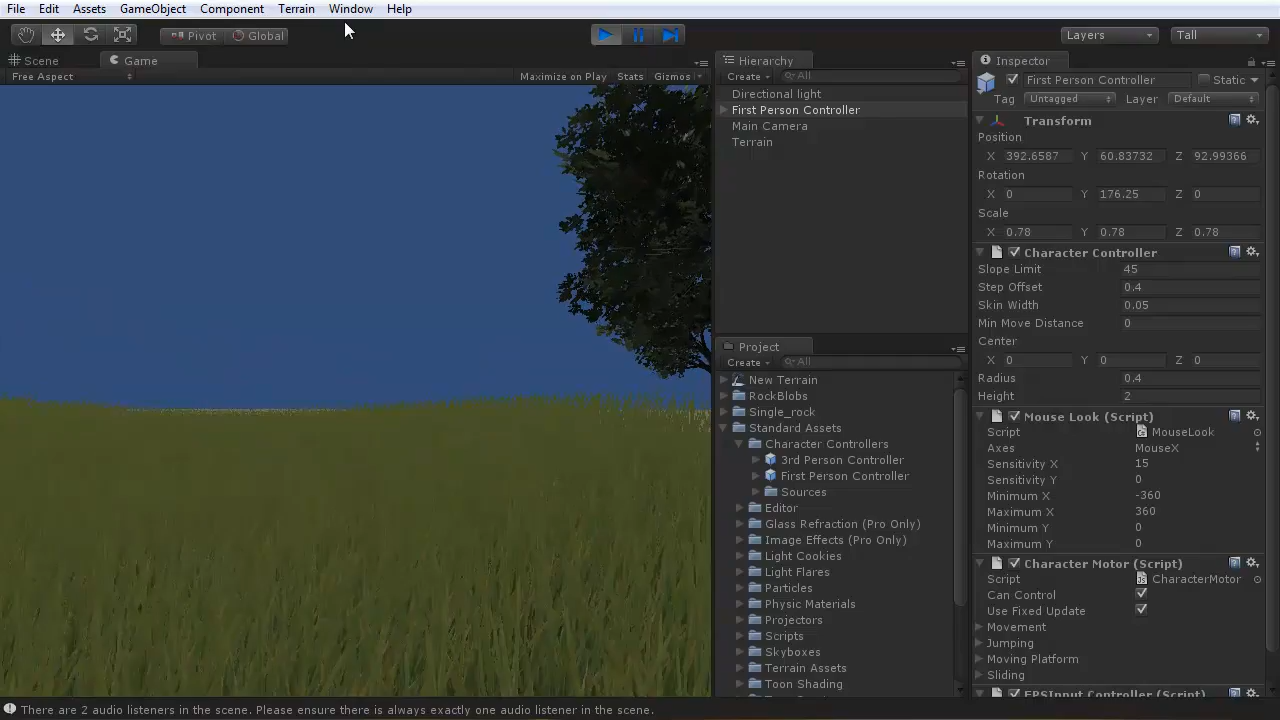 File Edit Assets GameObject Component Terrain Window Help
Pivot Global Layers Tall
Scene Game
Free Aspect Maximize on Play Stats Gizmos
Hierarchy
Create All
Directional light
First Person Controller
Main Camera
Terrain
Project
Create All
New Terrain
RockBlobs
Single_rock
Standard Assets
Character Controllers
3rd Person Controller
First Person Controller
Sources
Editor
Glass Refraction (Pro Only)
Image Effects (Pro Only)
Light Cookies
Light Flares
Particles
Physic Materials
Projectors
Scripts
Skyboxes
Terrain Assets
Toon Shading
Inspector
First Person Controller Static
Tag Untagged Layer Default
Transform
Position
X 392.6587 Y 60.83732 Z 92.99366
Rotation
X 0 Y 176.25 Z 0
Scale
X 0.78 Y 0.78 Z 0.78
Character Controller
Slope Limit 45
Step Offset 0.4
Skin Width 0.05
Min Move Distance 0
Center
X 0 Y 0 Z 0
Radius 0.4
Height 2
Mouse Look (Script)
Script MouseLook
Axes MouseX
Sensitivity X 15
Sensitivity Y 0
Minimum X -360
Maximum X 360
Minimum Y 0
Maximum Y 0
Character Motor (Script)
Script CharacterMotor
Can Control
Use Fixed Update
Movement
Jumping
Moving Platform
Sliding
FPSInput Controller (Script)
There are 2 audio listeners in the scene. Please ensure there is always exactly one audio listener in the scene.